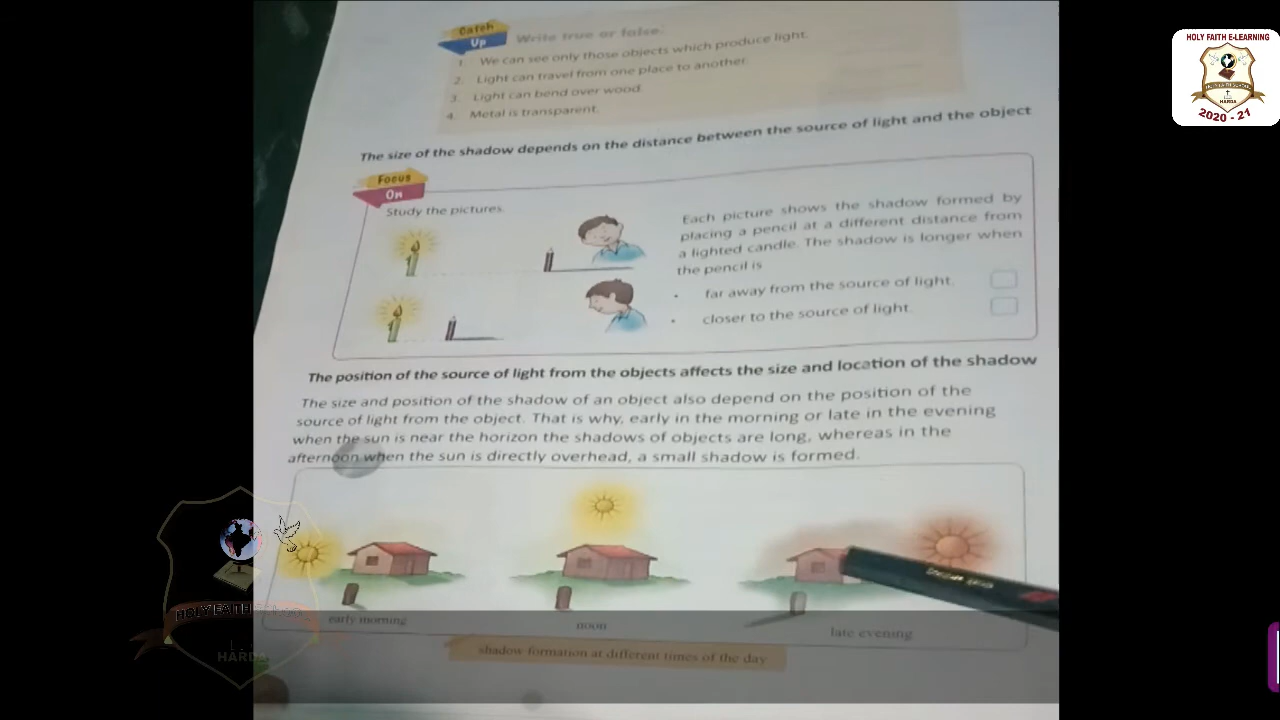 HOLY FAITH E-LEARNING
HOLY FAITH SCHOOL
HARDA
2020 - 21
Catch
Up
Write true or false.
1. We can see only those objects which produce light.
2. Light can travel from one place to another.
3. Light can bend over wood.
4. Metal is transparent.
The size of the shadow depends on the distance between the source of light and the object
Focus
On
Study the pictures.
Each picture shows the shadow formed by
placing a pencil at a different distance from
a lighted candle. The shadow is longer when
the pencil is
• far away from the source of light.
• closer to the source of light.
The position of the source of light from the objects affects the size and location of the shadow
The size and position of the shadow of an object also depend on the position of the
source of light from the object. That is why, early in the morning or late in the evening
when the sun is near the horizon the shadows of objects are long, whereas in the
afternoon when the sun is directly overhead, a small shadow is formed.
early morning
noon
late evening
shadow formation at different times of the day
HOLY FAITH SCHOOL
HARDA